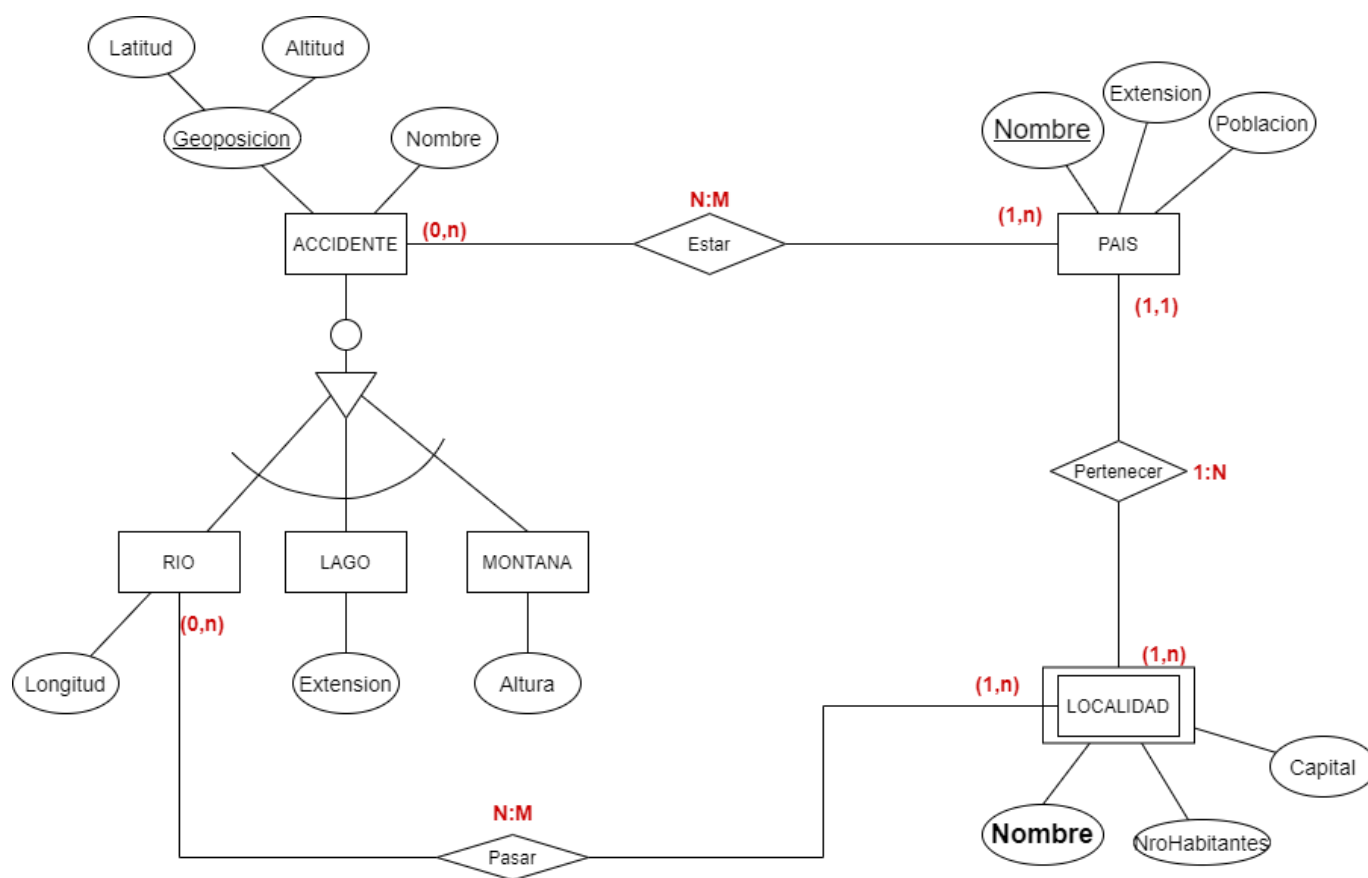 Latitud
Altitud
Geoposicion
Nombre
Nombre
Extension
Poblacion
ACCIDENTE
(0,n)
N:M
Estar
(1,n)
PAIS
(1,1)
Pertenecer
1:N
RIO
LAGO
MONTANA
(0,n)
Longitud
Extension
Altura
(1,n)
(1,n)
LOCALIDAD
Capital
Nombre
NroHabitantes
N:M
Pasar